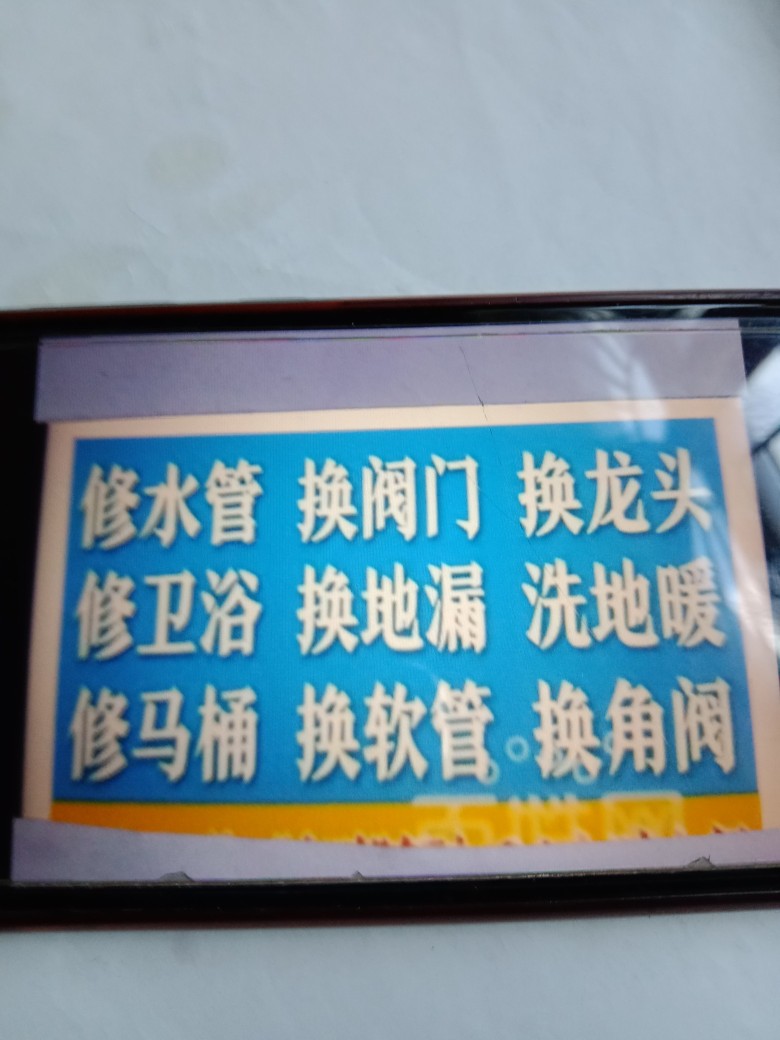 修水管 换阀门 换龙头
修卫浴 换地漏 洗地暖
修马桶 换软管 换角阀